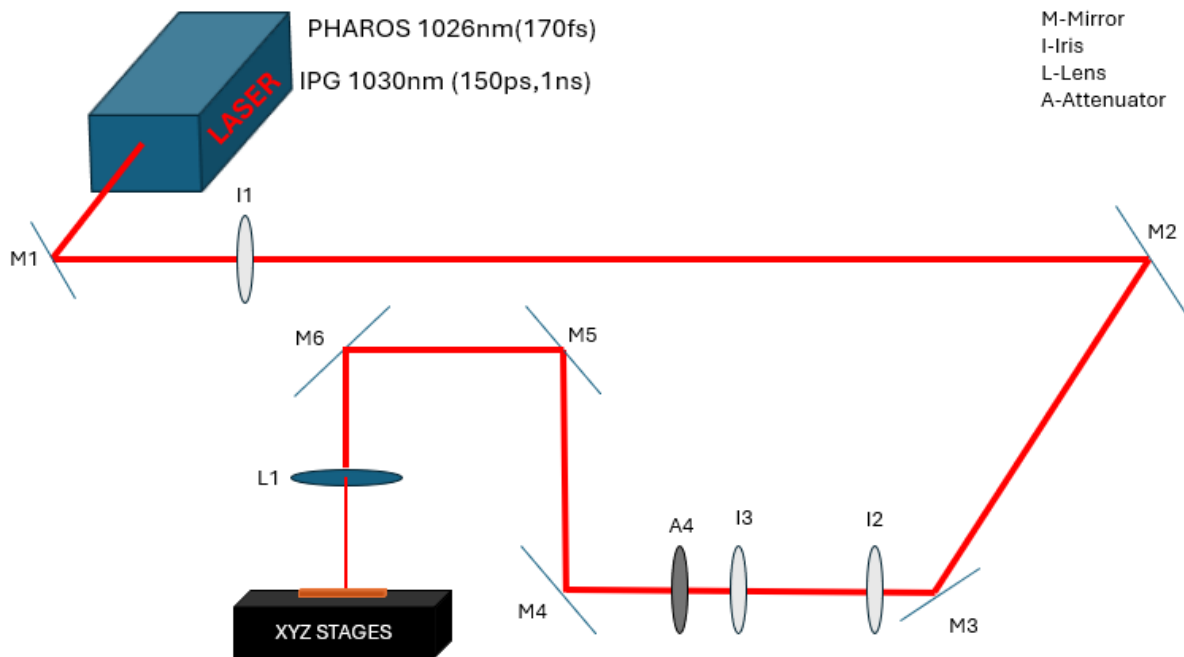 PHAROS 1026nm(170fs)
IPG 1030nm (150ps,1ns)
LASER
M-Mirror
I-Iris
L-Lens
A-Attenuator
I1
M1
M2
M6
M5
L1
A4
I3
I2
M4
M3
XYZ STAGES